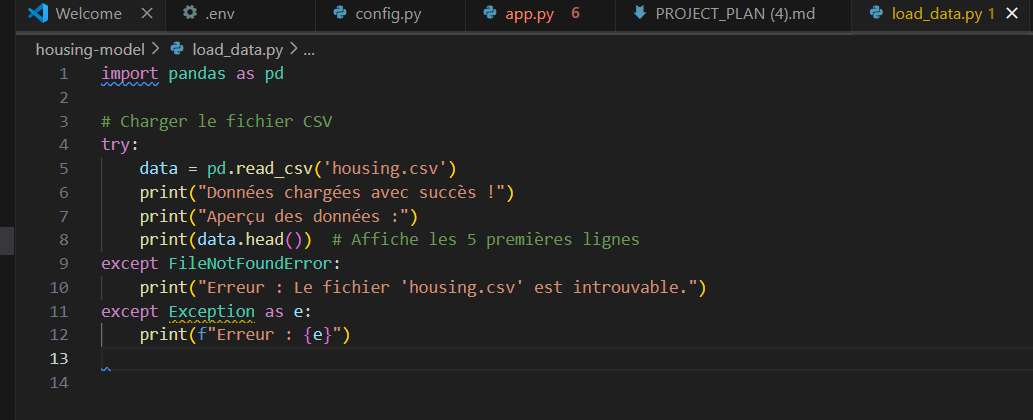 Welcome .env config.py app.py 6 PROJECT_PLAN (4).md load_data.py 1
housing-model > load_data.py > ...
1 import pandas as pd
2
3 # Charger le fichier CSV
4 try:
5     data = pd.read_csv('housing.csv')
6     print("Données chargées avec succès !")
7     print("Aperçu des données :")
8     print(data.head())  # Affiche les 5 premières lignes
9 except FileNotFoundError:
10     print("Erreur : Le fichier 'housing.csv' est introuvable.")
11 except Exception as e:
12     print(f"Erreur : {e}")
13
14